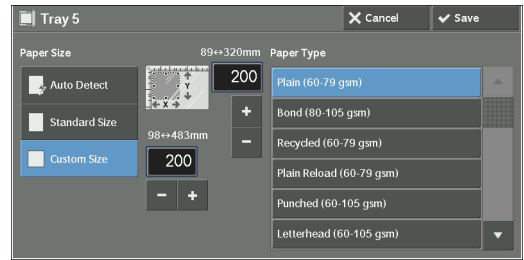 Tray 5
Cancel
Save
Paper Size
89↔320mm
Paper Type
Auto Detect
Y
X
200
Plain (60-79 gsm)
Standard Size
+
−
Bond (80-105 gsm)
98↔483mm
Recycled (60-79 gsm)
Custom Size
200
Plain Reload (60-79 gsm)
− +
Punched (60-105 gsm)
Letterhead (60-105 gsm)